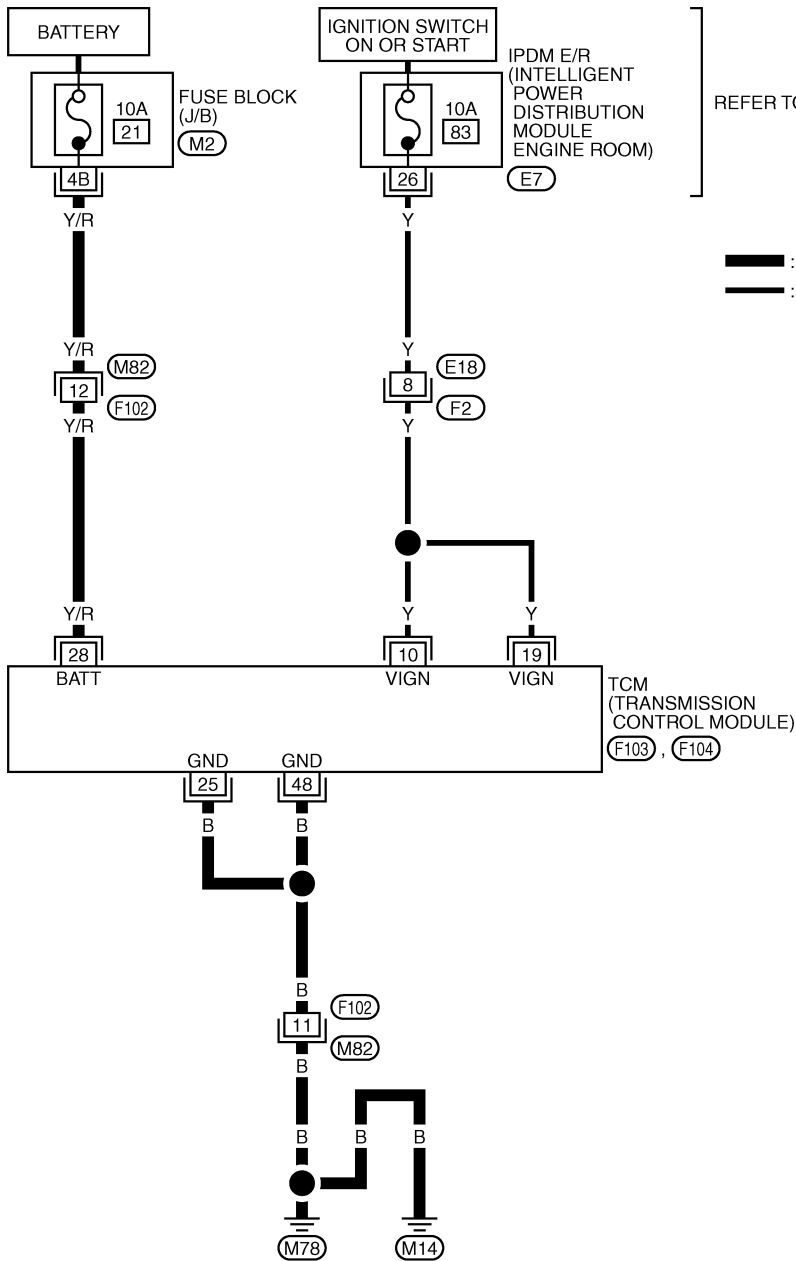 BATTERY
IGNITION SWITCH
ON OR START
10A
21
FUSE BLOCK
(J/B)
M2
10A
83
IPDM E/R
(INTELLIGENT
POWER
DISTRIBUTION
MODULE
ENGINE ROOM)
E7
REFER TO
4B
26
Y/R
Y
:
:
Y/R
Y
M82
E18
12
8
F102
F2
Y/R
Y
Y/R
Y
Y
28
10
19
BATT
VIGN
VIGN
TCM
(TRANSMISSION
CONTROL MODULE)
F103 , F104
GND
GND
25
48
B
B
B
F102
11
M82
B
B
B
B
M78
M14